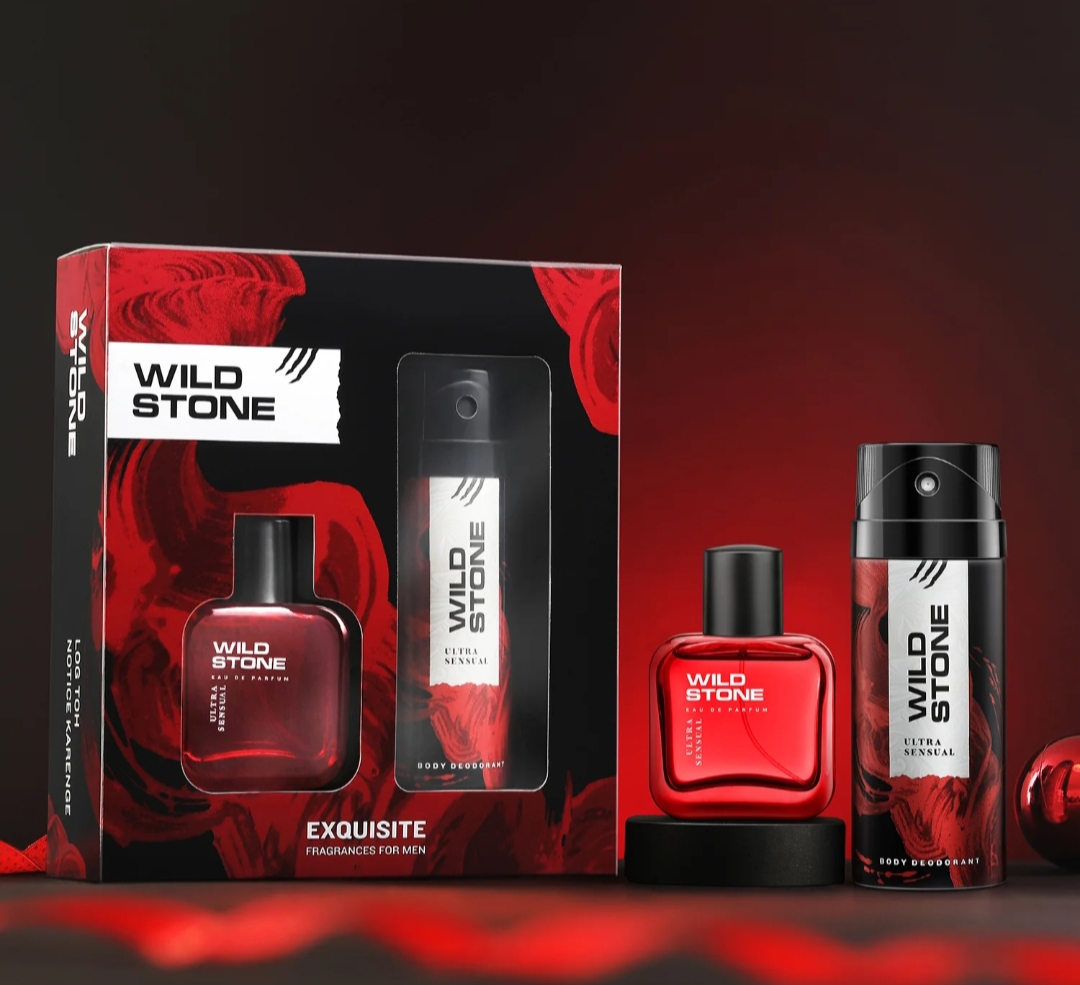 WILD
STONE
LOG TOH
NOTICE KARENGE
WILD
STONE
WILD
STONE
EAU DE PARFUM
ULTRA
SENSUAL
WILD
STONE
ULTRA
SENSUAL
BODY DEODORANT
EXQUISITE
FRAGRANCES FOR MEN
WILD
STONE
EAU DE PARFUM
ULTRA
SENSUAL
WILD
STONE
ULTRA
SENSUAL
BODY DEODORANT